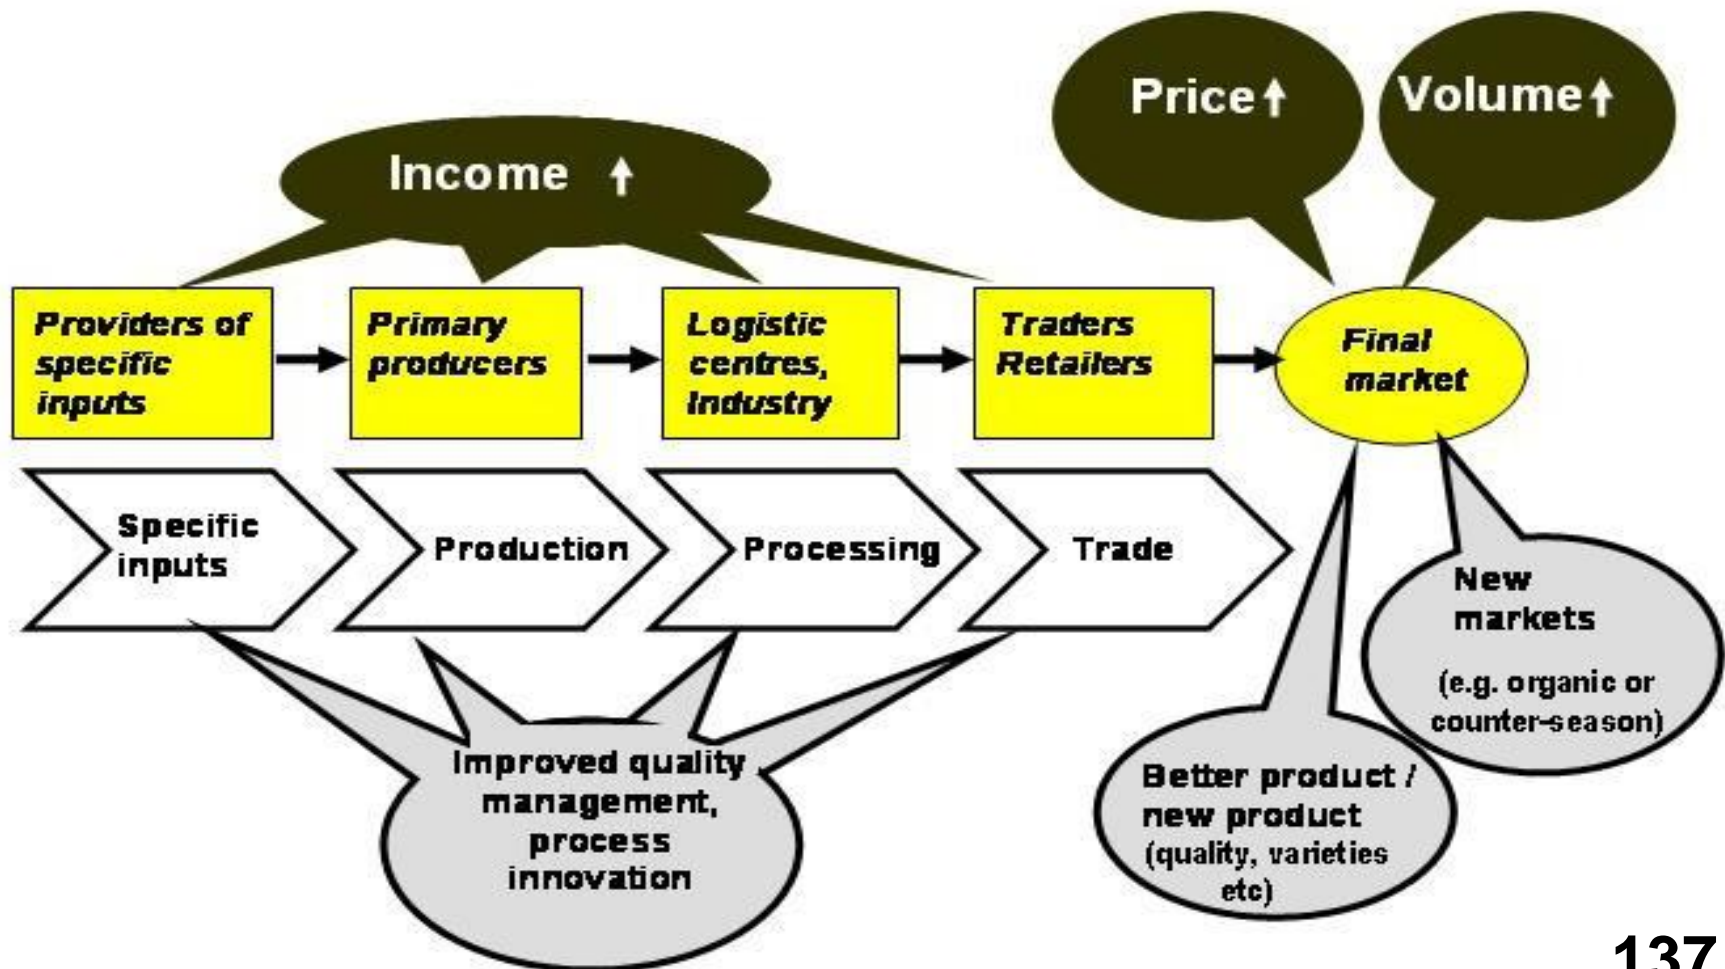 Price↑
Volume↑
Income ↑
Providers of
specific
inputs
Primary
producers
Logistic
centres,
Industry
Traders
Retailers
Final
market
Specific
inputs
Production
Processing
Trade
New
markets
(e.g. organic or
counter-season)
Improved quality
management,
process
innovation
Better product /
new product
(quality, varieties
etc)
137